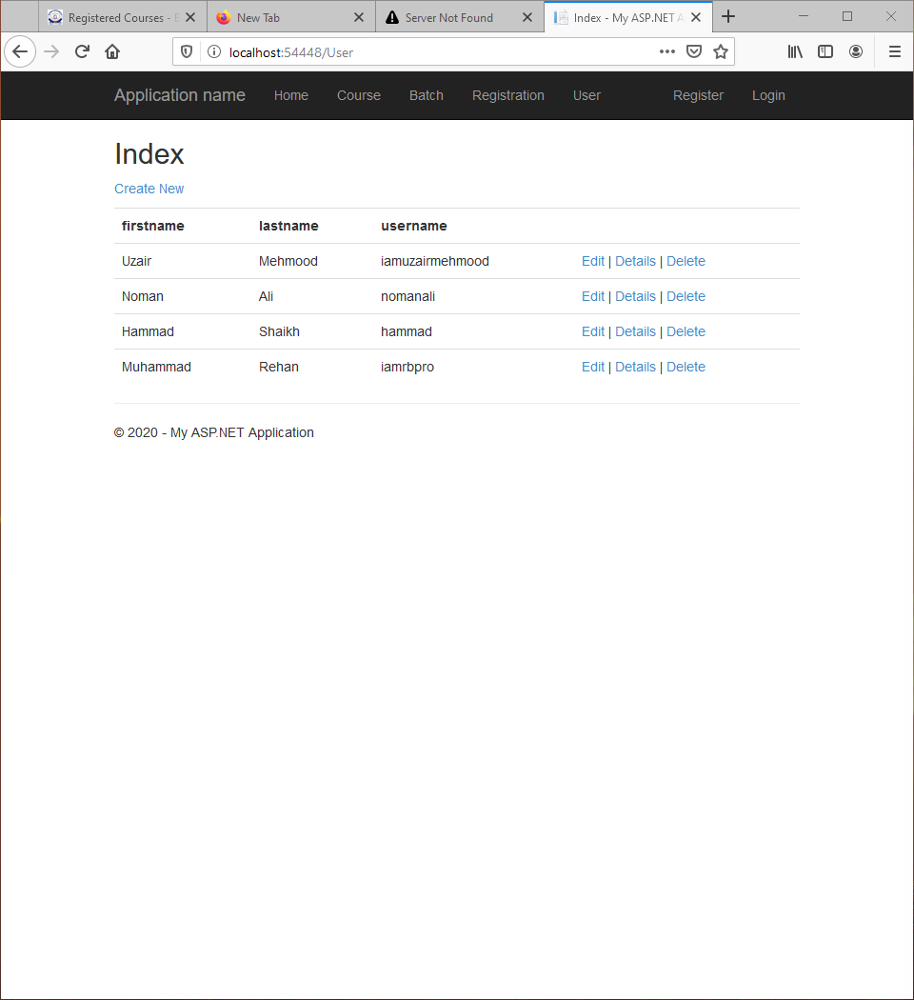 Registered Courses - New Tab Server Not Found Index - My ASP.NET A
localhost:54448/User
Application name Home Course Batch Registration User Register Login
Index
Create New
firstname lastname username
Uzair Mehmood iamuzairmehmood Edit | Details | Delete
Noman Ali nomanali Edit | Details | Delete
Hammad Shaikh hammad Edit | Details | Delete
Muhammad Rehan iamrbpro Edit | Details | Delete
© 2020 - My ASP.NET Application